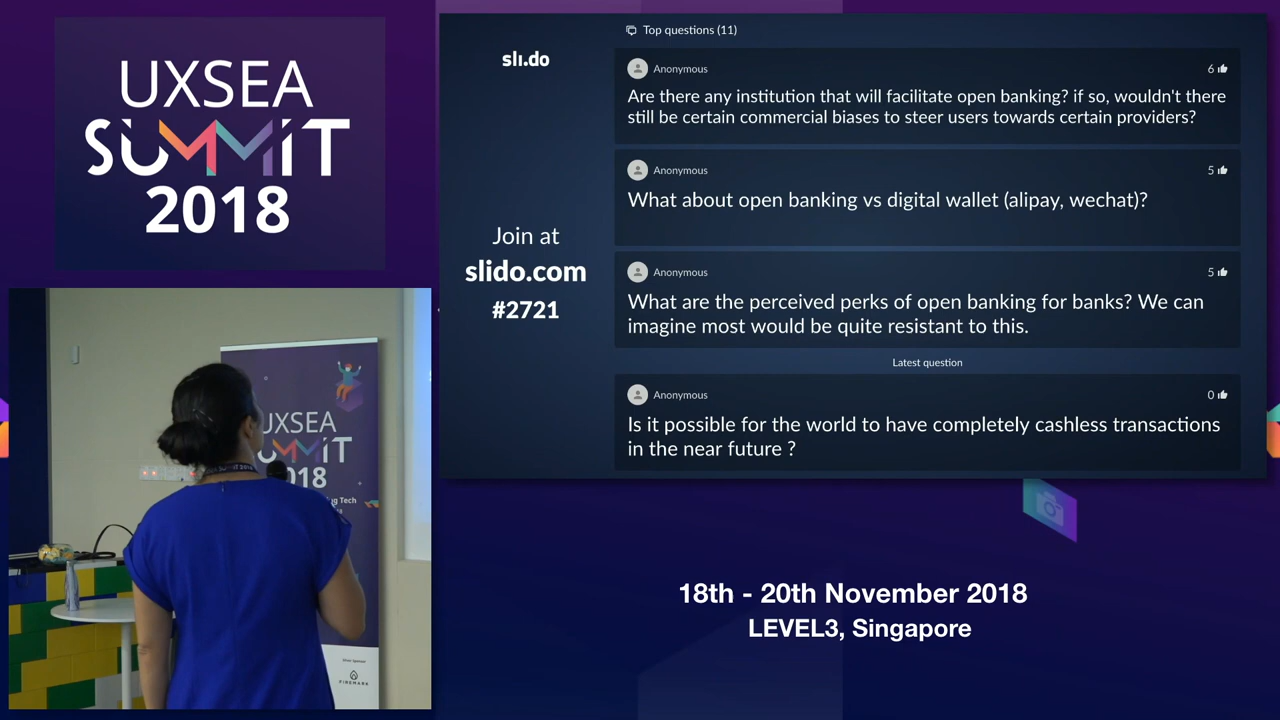 UXSEA
SUMMIT
2018
sli.do
Join at
slido.com
#2721
Top questions (11)
Anonymous
6
Are there any institution that will facilitate open banking? if so, wouldn't there
still be certain commercial biases to steer users towards certain providers?
Anonymous
5
What about open banking vs digital wallet (alipay, wechat)?
Anonymous
5
What are the perceived perks of open banking for banks? We can
imagine most would be quite resistant to this.
Latest question
Anonymous
0
Is it possible for the world to have completely cashless transactions
in the near future ?
UXSEA
SUMMIT
2018
ng Tech
Silver Sponsor
18th - 20th November 2018
LEVEL3, Singapore